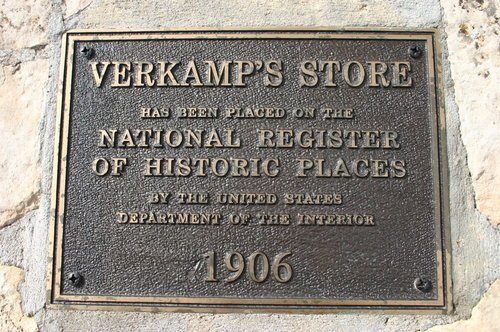 VERKAMP'S STORE
HAS BEEN PLACED ON THE
NATIONAL REGISTER
OF HISTORIC PLACES
BY THE UNITED STATES
DEPARTMENT OF THE INTERIOR
1906